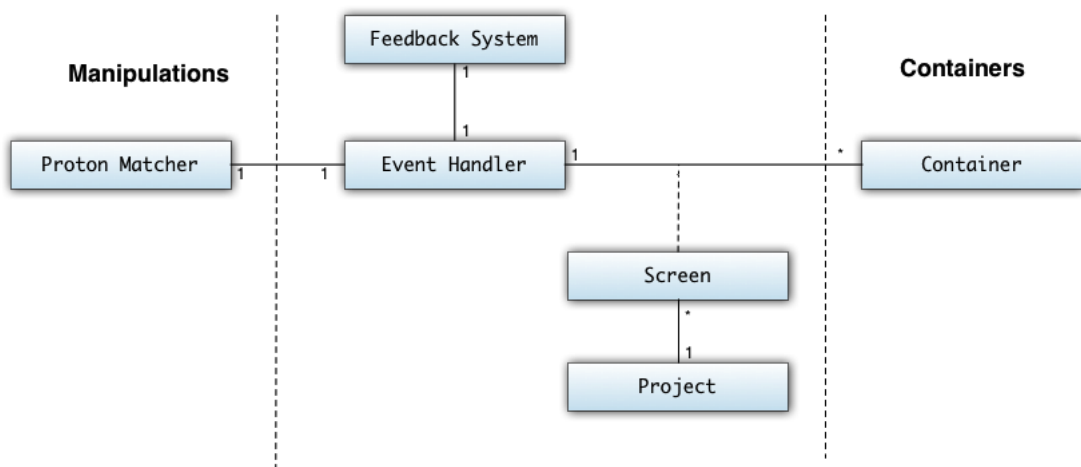 Feedback System
Manipulations
Containers
1
1
Proton Matcher
1
1
Event Handler
1
*
Container
Screen
*
1
Project